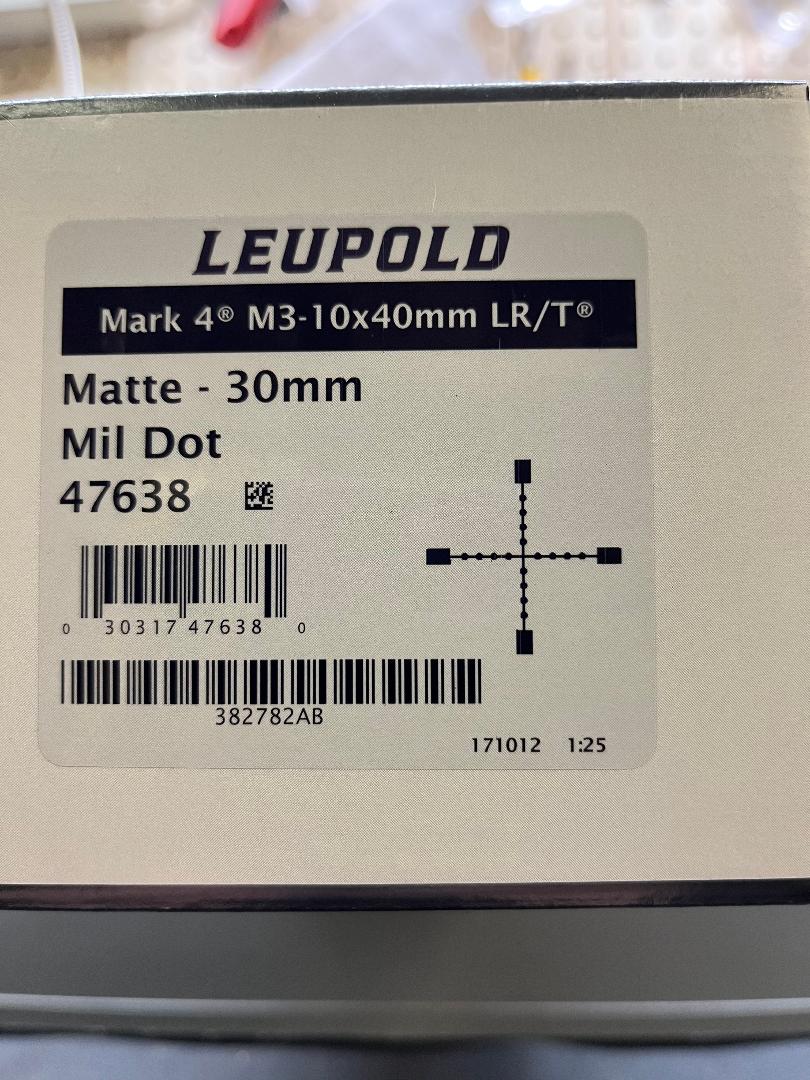 LEUPOLD
Mark 4® M3-10x40mm LR/T®
Matte - 30mm
Mil Dot
47638
0 30317 47638 0
382782AB
171012 1:25